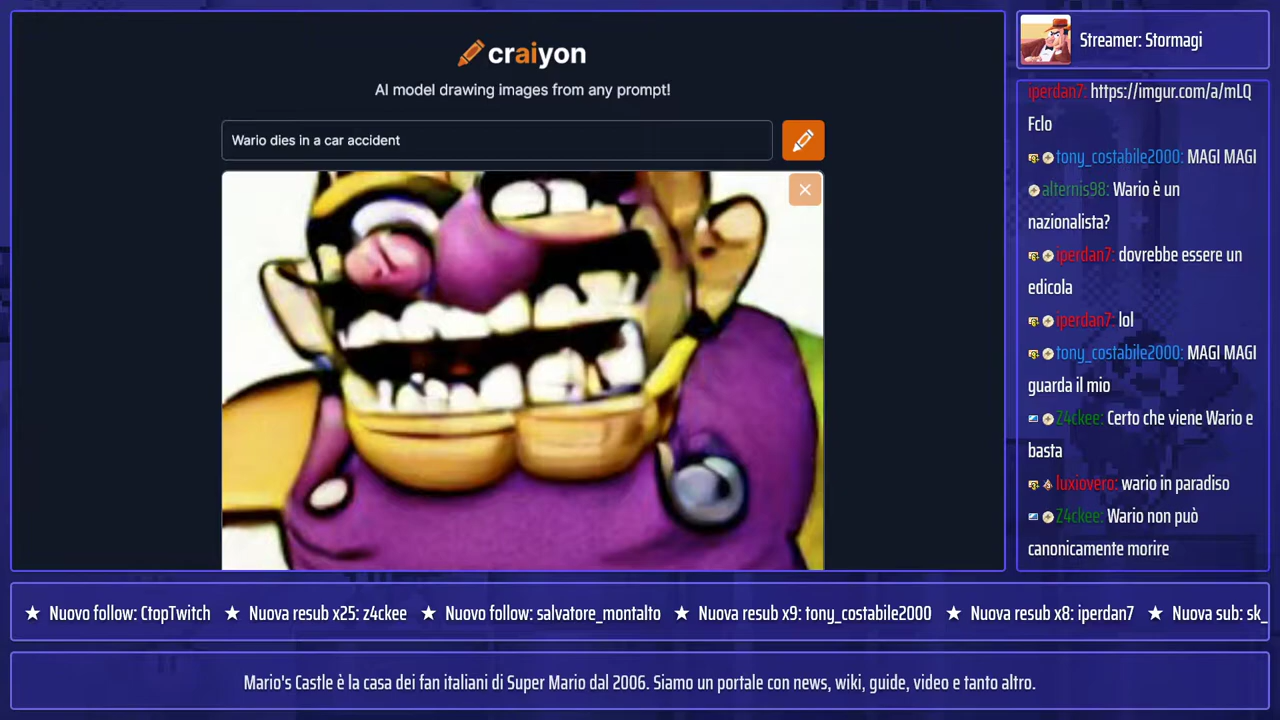 craiyon
AI model drawing images from any prompt!
Wario dies in a car accident
Streamer: Stormagi
iperdan7: https://imgur.com/a/mLQ
Fclo
tony_costabile2000: MAGI MAGI
alternis98: Wario è un
nazionalista?
iperdan7: dovrebbe essere un
edicola
iperdan7: lol
tony_costabile2000: MAGI MAGI
guarda il mio
Z4ckee: Certo che viene Wario e
basta
luxiovero: wario in paradiso
Z4ckee: Wario non può
canonicamente morire
★ Nuovo follow: CtopTwitch ★ Nuova resub x25: z4ckee ★ Nuovo follow: salvatore_montalto ★ Nuova resub x9: tony_costabile2000 ★ Nuova resub x8: iperdan7 ★ Nuova sub: sk_
Mario's Castle è la casa dei fan italiani di Super Mario dal 2006. Siamo un portale con news, wiki, guide, video e tanto altro.